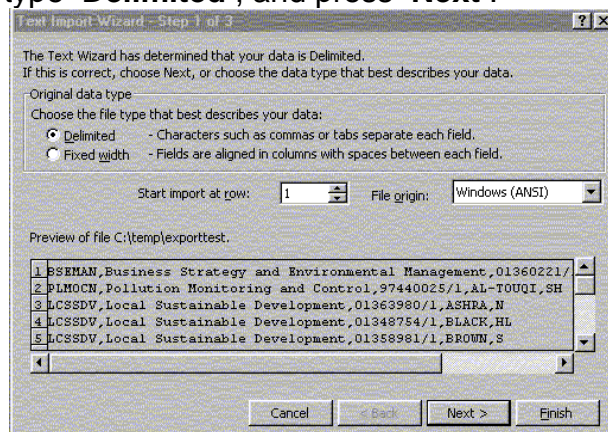 type 'Delimited', and press 'Next'.
Text Import Wizard - Step 1 of 3
The Text Wizard has determined that your data is Delimited.
If this is correct, choose Next, or choose the data type that best describes your data.
Original data type
Choose the file type that best describes your data:
Delimited - Characters such as commas or tabs separate each field.
Fixed width - Fields are aligned in columns with spaces between each field.
Start import at row: 1 File origin: Windows (ANSI)
Preview of file C:\temp\exporttest.
1 BSEMAN,Business Strategy and Environmental Management,01360221/
2 PLMOCN,Pollution Monitoring and Control,97440025/1,AL-TOUQI,SH
3 LCSSDV,Local Sustainable Development,01363980/1,ASHRA,N
4 LCSSDV,Local Sustainable Development,01348754/1,BLACK,HL
5 LCSSDV,Local Sustainable Development,01358981/1,BROWN,S
Cancel < Back Next > Finish